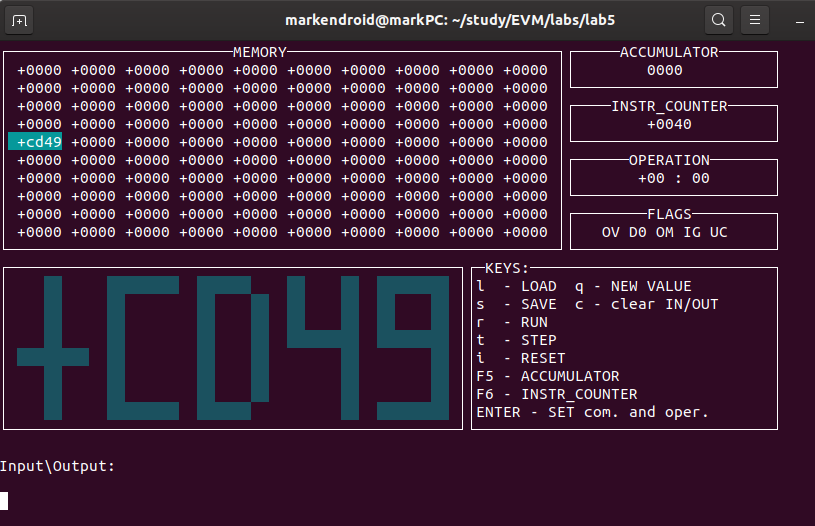 markendroid@markPC: ~/study/EVM/labs/lab5
MEMORY
+0000 +0000 +0000 +0000 +0000 +0000 +0000 +0000 +0000 +0000
+0000 +0000 +0000 +0000 +0000 +0000 +0000 +0000 +0000 +0000
+0000 +0000 +0000 +0000 +0000 +0000 +0000 +0000 +0000 +0000
+0000 +0000 +0000 +0000 +0000 +0000 +0000 +0000 +0000 +0000
+cd49 +0000 +0000 +0000 +0000 +0000 +0000 +0000 +0000 +0000
+0000 +0000 +0000 +0000 +0000 +0000 +0000 +0000 +0000 +0000
+0000 +0000 +0000 +0000 +0000 +0000 +0000 +0000 +0000 +0000
+0000 +0000 +0000 +0000 +0000 +0000 +0000 +0000 +0000 +0000
+0000 +0000 +0000 +0000 +0000 +0000 +0000 +0000 +0000 +0000
+0000 +0000 +0000 +0000 +0000 +0000 +0000 +0000 +0000 +0000
ACCUMULATOR
0000
INSTR_COUNTER
+0040
OPERATION
+00 : 00
FLAGS
OV D0 OM IG UC
+CD49
KEYS:
l - LOAD q - NEW VALUE
s - SAVE c - clear IN/OUT
r - RUN
t - STEP
i - RESET
F5 - ACCUMULATOR
F6 - INSTR_COUNTER
ENTER - SET com. and oper.
Input\Output: